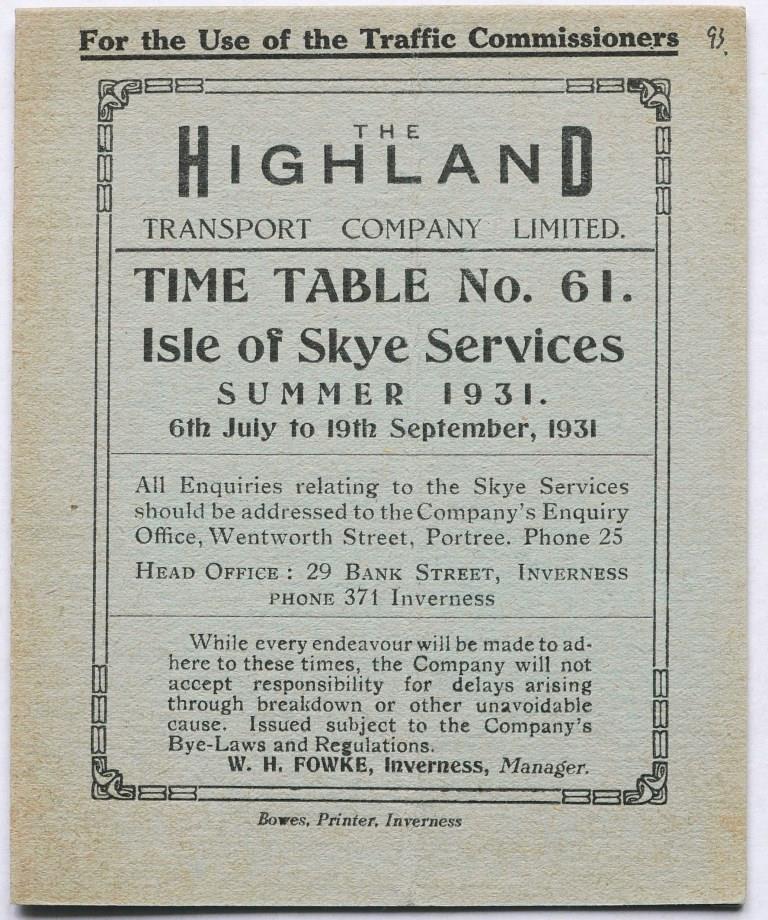 For the Use of the Traffic Commissioners 93.
THE
HIGHLAND
TRANSPORT COMPANY LIMITED.
TIME TABLE No. 61.
Isle of Skye Services
SUMMER 1931.
6th July to 19th September, 1931
All Enquiries relating to the Skye Services
should be addressed to the Company's Enquiry
Office, Wentworth Street, Portree. Phone 25
HEAD OFFICE : 29 BANK STREET, INVERNESS
PHONE 371 Inverness
While every endeavour will be made to ad-
here to these times, the Company will not
accept responsibility for delays arising
through breakdown or other unavoidable
cause. Issued subject to the Company's
Bye-Laws and Regulations.
W. H. FOWKE, Inverness, Manager.
Bowes, Printer, Inverness